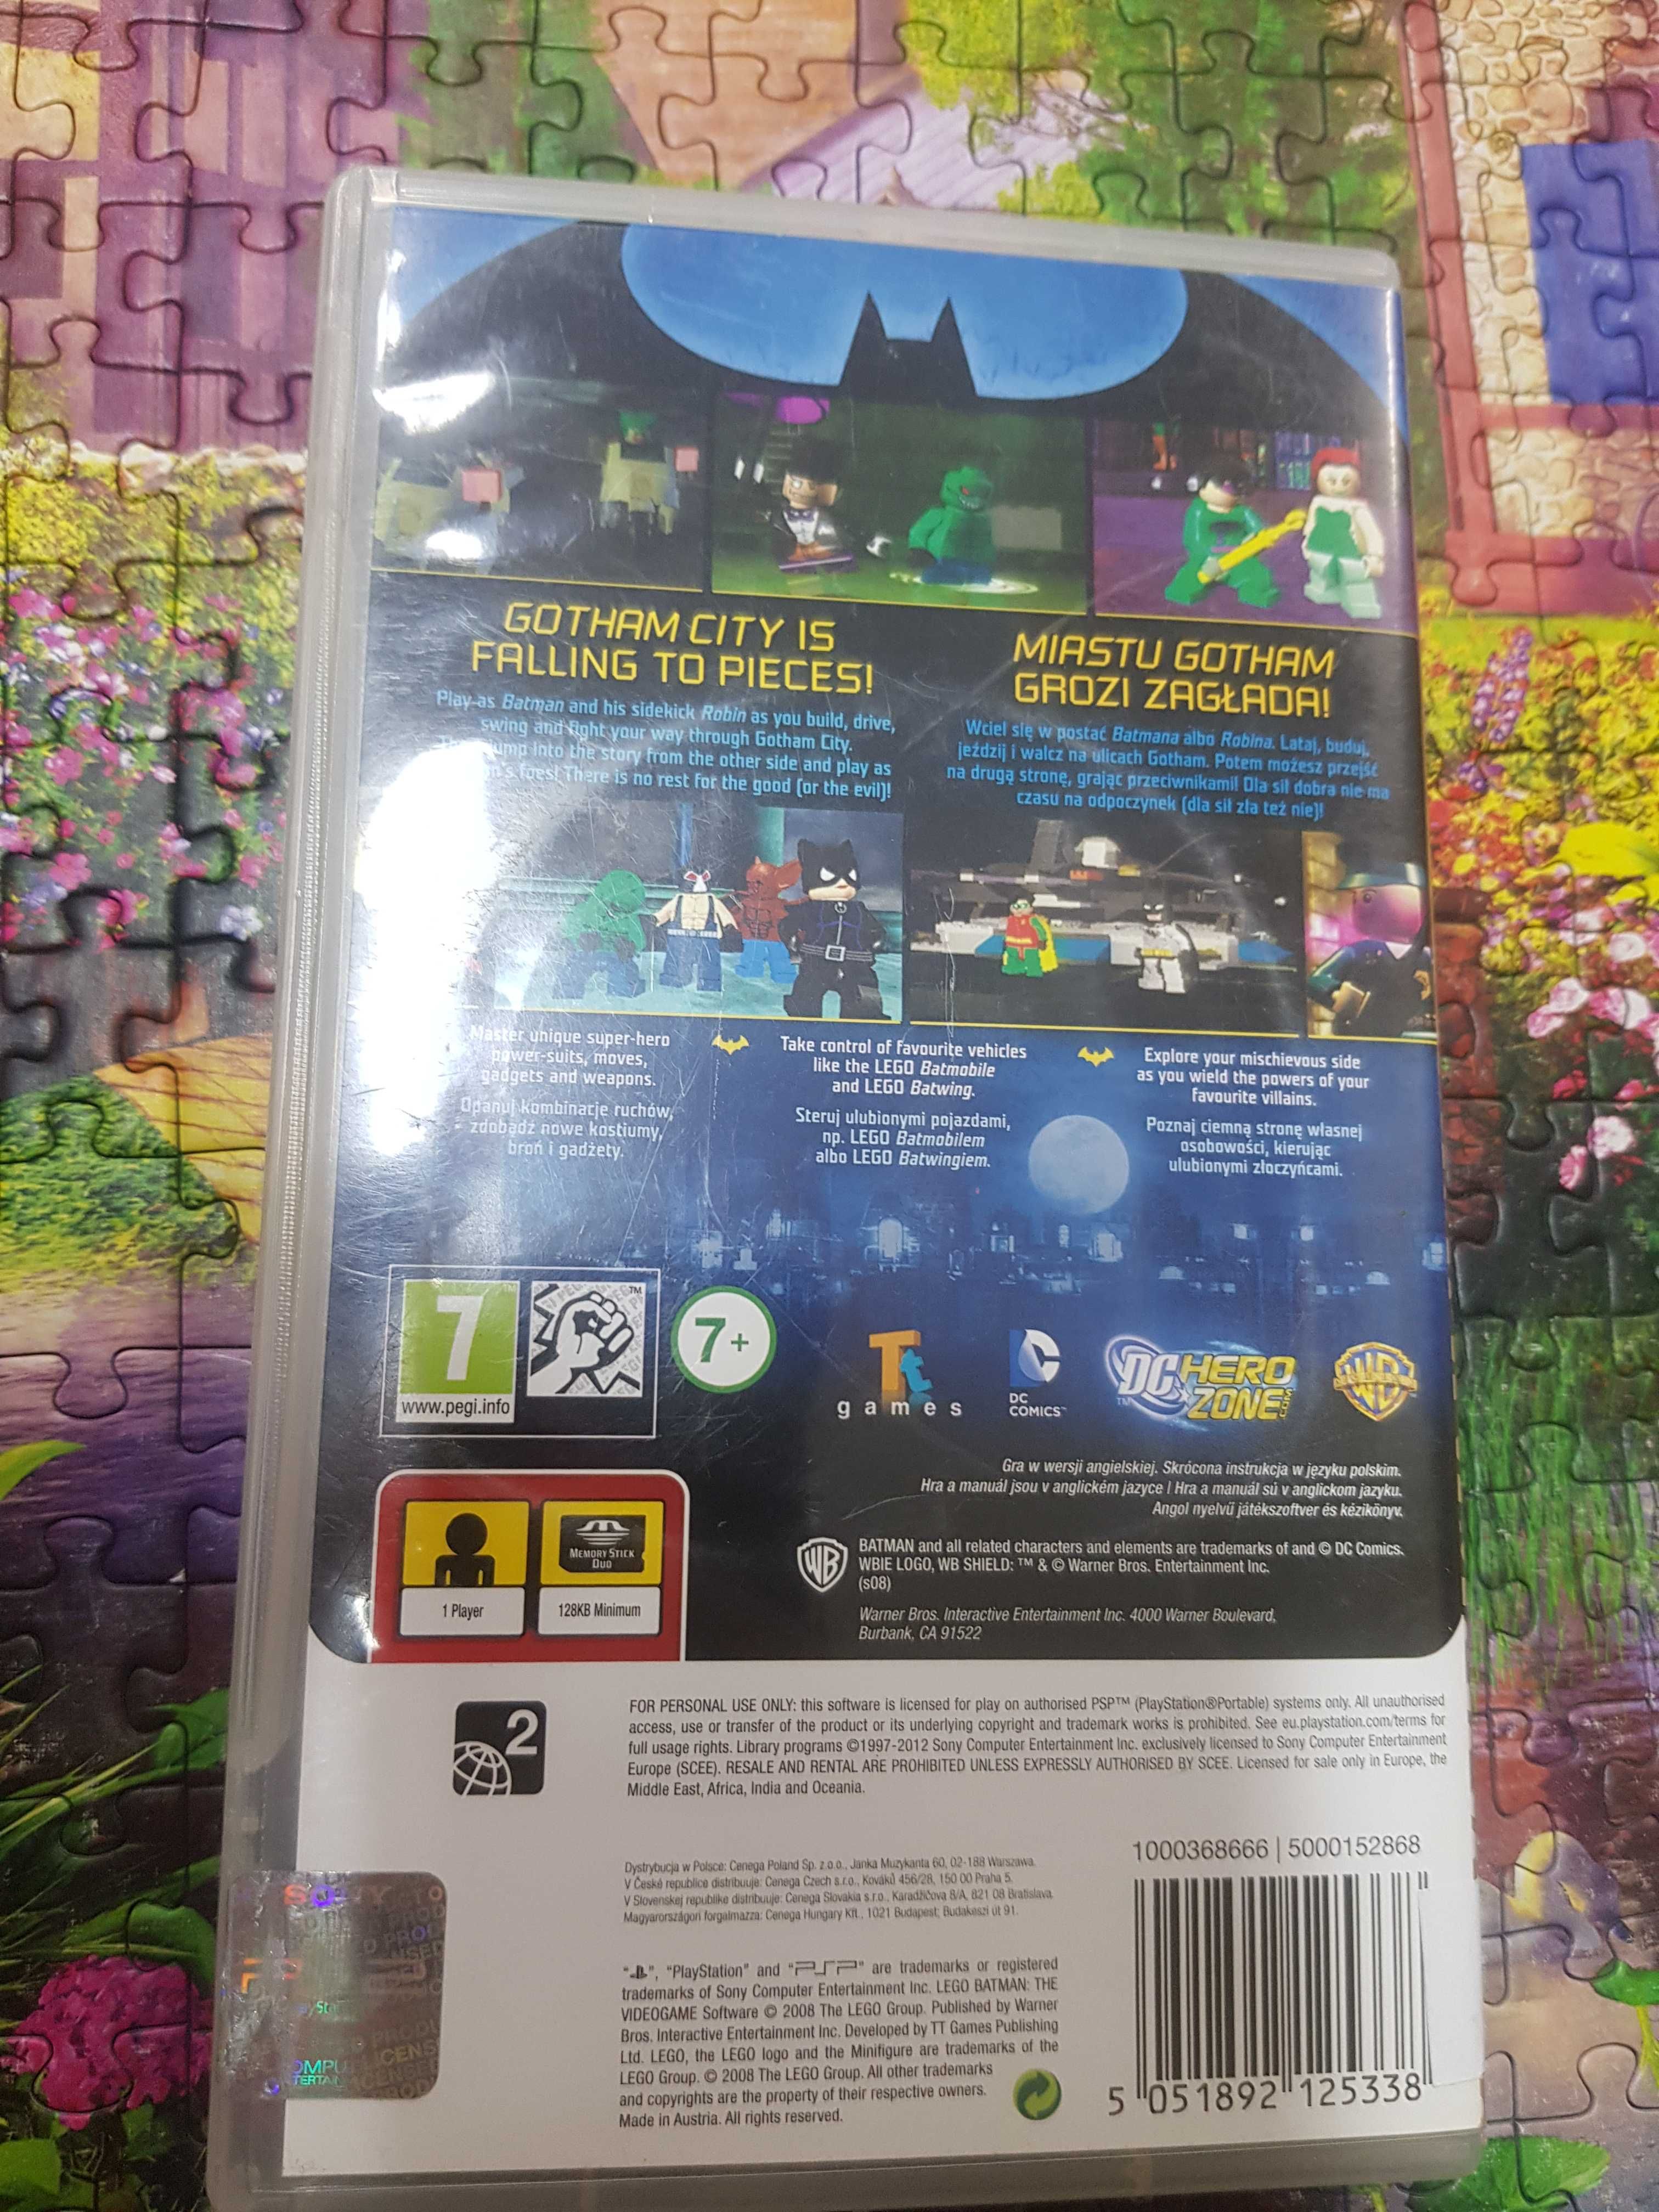 GOTHAM CITY IS
FALLING TO PIECES!
Play as Batman and his sidekick Robin as you build, drive,
swing and fight your way through Gotham City.
jump into the story from the other side and play as
foes! There is no rest for the good (or the evil)!
MIASTU GOTHAM
GROZI ZAGŁADA!
Wciel się w postać Batmana albo Robina. Lataj, buduj,
jeździj i walcz na ulicach Gotham. Potem możesz przejść
na drugą stronę, grając przeciwnikami! Dla sił dobra nie ma
czasu na odpoczynek (dla sił zła też nie)!
Master unique super-hero
power-suits, moves,
gadgets and weapons.
Opanuj kombinacje ruchów,
zdobądź nowe kostiumy,
broń i gadżety.
Take control of favourite vehicles
like the LEGO Batmobile
and LEGO Batwing.
Steruj ulubionymi pojazdami,
np. LEGO Batmobilem
albo LEGO Batwingiem.
Explore your mischievous side
as you wield the powers of your
favourite villains.
Poznaj ciemną stronę własnej
osobowości, kierując
ulubionymi złoczyńcami.
7
www.pegi.info
7+
Tt
games
DC
COMICS™
DC HERO
ZONE
WB
Gra w wersji angielskiej. Skrócona instrukcja w języku polskim.
Hra a manuál jsou v anglickém jazyce | Hra a manuál sú v anglickom jazyku.
Angol nyelvű játékszoftver és kézikönyv.
MEMORY STICK
DUO
1 Player
128KB Minimum
WB
BATMAN and all related characters and elements are trademarks of and © DC Comics.
WBIE LOGO, WB SHIELD: ™ & © Warner Bros. Entertainment Inc.
(s08)
Warner Bros. Interactive Entertainment Inc. 4000 Warner Boulevard,
Burbank, CA 91522
2
FOR PERSONAL USE ONLY: this software is licensed for play on authorised PSP™ (PlayStation®Portable) systems only. All unauthorised
access, use or transfer of the product or its underlying copyright and trademark works is prohibited. See eu.playstation.com/terms for
full usage rights. Library programs ©1997-2012 Sony Computer Entertainment Inc. exclusively licensed to Sony Computer Entertainment
Europe (SCEE). RESALE AND RENTAL ARE PROHIBITED UNLESS EXPRESSLY AUTHORISED BY SCEE. Licensed for sale only in Europe, the
Middle East, Africa, India and Oceania.
1000368666 | 5000152868
Dystrybucja w Polsce: Cenega Poland Sp. z o.o., Janka Muzykanta 60, 02-188 Warszawa.
V České republice distribuuje: Cenega Czech s.r.o., Kováků 456/28, 150 00 Praha 5.
V Slovenskej republike distribuuje: Cenega Slovakia s.r.o., Karadžičova 8/A, 821 08 Bratislava.
Magyarországon forgalmazza: Cenega Hungary Kft., 1021 Budapest, Budakeszi út 91.
SONY
"", "PlayStation" and "PSP" are trademarks or registered
trademarks of Sony Computer Entertainment Inc. LEGO BATMAN: THE
VIDEOGAME Software © 2008 The LEGO Group. Published by Warner
Bros. Interactive Entertainment Inc. Developed by TT Games Publishing
Ltd. LEGO, the LEGO logo and the Minifigure are trademarks of the
LEGO Group. © 2008 The LEGO Group. All other trademarks
and copyrights are the property of their respective owners.
Made in Austria. All rights reserved.
5 051892 125338